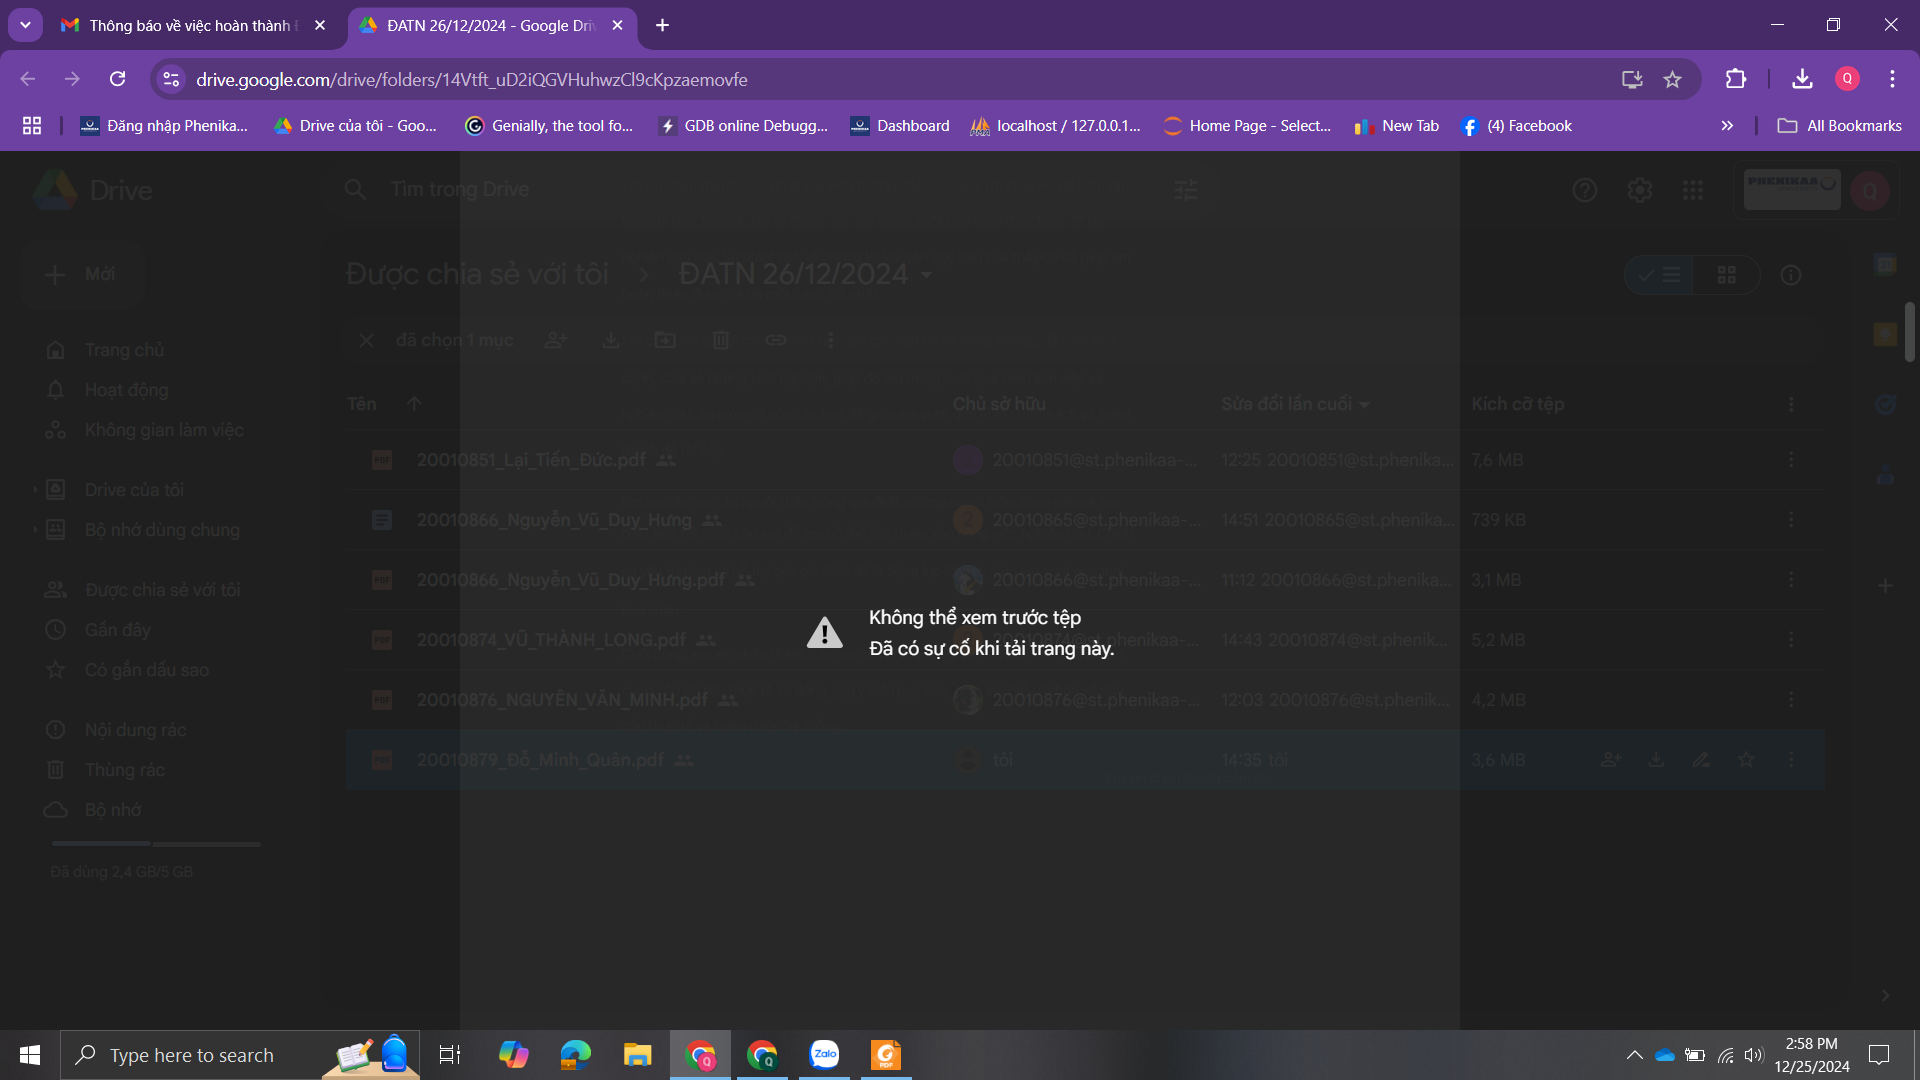 Thông báo về việc hoàn thành
ĐATN 26/12/2024 - Google Driv
drive.google.com/drive/folders/14Vtft_uD2iQGVHuhwzCl9cKpzaemovfe
Q
Đăng nhập Phenika...
Drive của tôi - Goo...
Genially, the tool fo...
GDB online Debugg...
Dashboard
localhost / 127.0.0.1...
Home Page - Select...
New Tab
(4) Facebook
All Bookmarks
Drive
Tìm trong Drive
PHENIKAA
Q
Mới
Được chia sẻ với tôi
ĐATN 26/12/2024
Trang chủ
Hoạt động
Không gian làm việc
Drive của tôi
Bộ nhớ dùng chung
Được chia sẻ với tôi
Gần đây
Có gắn dấu sao
Nội dung rác
Thùng rác
Bộ nhớ
Đã dùng 2,4 GB/5 GB
đã chọn 1 mục
Tên Chủ sở hữu Sửa đổi lần cuối Kích cỡ tệp
20010851_Lại_Tiến_Đức.pdf 20010851@st.phenikaa-... 12:25 20010851@st.phenika... 7,6 MB
20010866_Nguyễn_Vũ_Duy_Hưng 20010865@st.phenikaa-... 14:51 20010865@st.phenika... 739 KB
20010866_Nguyễn_Vũ_Duy_Hưng.pdf 20010866@st.phenikaa-... 11:12 20010866@st.phenika... 3,1 MB
20010874_VŨ_THÀNH_LONG.pdf 20010874@st.phenikaa-... 14:43 20010874@st.phenik... 5,2 MB
20010876_NGUYỄN_VĂN_MINH.pdf 20010876@st.phenikaa-... 12:03 20010876@st.phenik... 4,2 MB
20010879_Đỗ_Minh_Quân.pdf tôi 14:35 tôi 3,6 MB
Không thể xem trước tệp
Đã có sự cố khi tải trang này.
Type here to search
Zalo
PDF
2:58 PM
12/25/2024